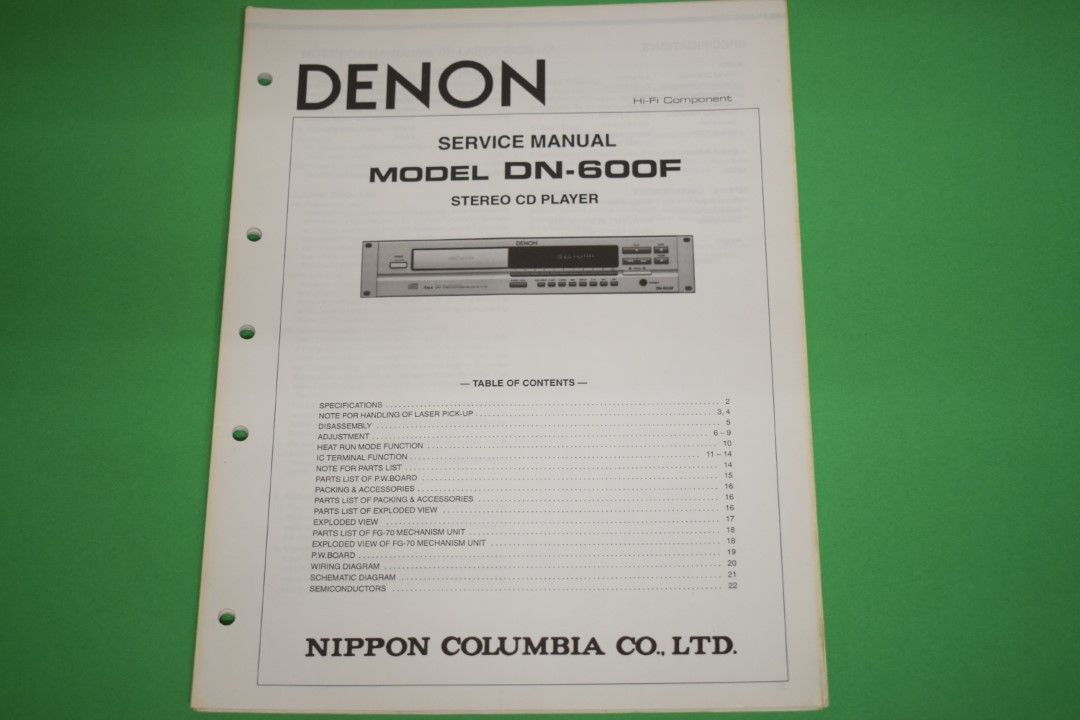 DENON
Hi-Fi Component
SERVICE MANUAL
MODEL DN-600F
STEREO CD PLAYER
DENON
DN-600F
— TABLE OF CONTENTS —
SPECIFICATIONS 2
NOTE FOR HANDLING OF LASER PICK-UP 3, 4
DISASSEMBLY 5
ADJUSTMENT 6 – 9
HEAT RUN MODE FUNCTION 10
IC TERMINAL FUNCTION 11 – 14
NOTE FOR PARTS LIST 14
PARTS LIST OF P.W.BOARD 15
PACKING & ACCESSORIES 16
PARTS LIST OF PACKING & ACCESSORIES 16
PARTS LIST OF EXPLODED VIEW 16
EXPLODED VIEW 17
PARTS LIST OF FG-70 MECHANISM UNIT 18
EXPLODED VIEW OF FG-70 MECHANISM UNIT 18
P.W.BOARD 19
WIRING DIAGRAM 20
SCHEMATIC DIAGRAM 21
SEMICONDUCTORS 22
NIPPON COLUMBIA CO., LTD.